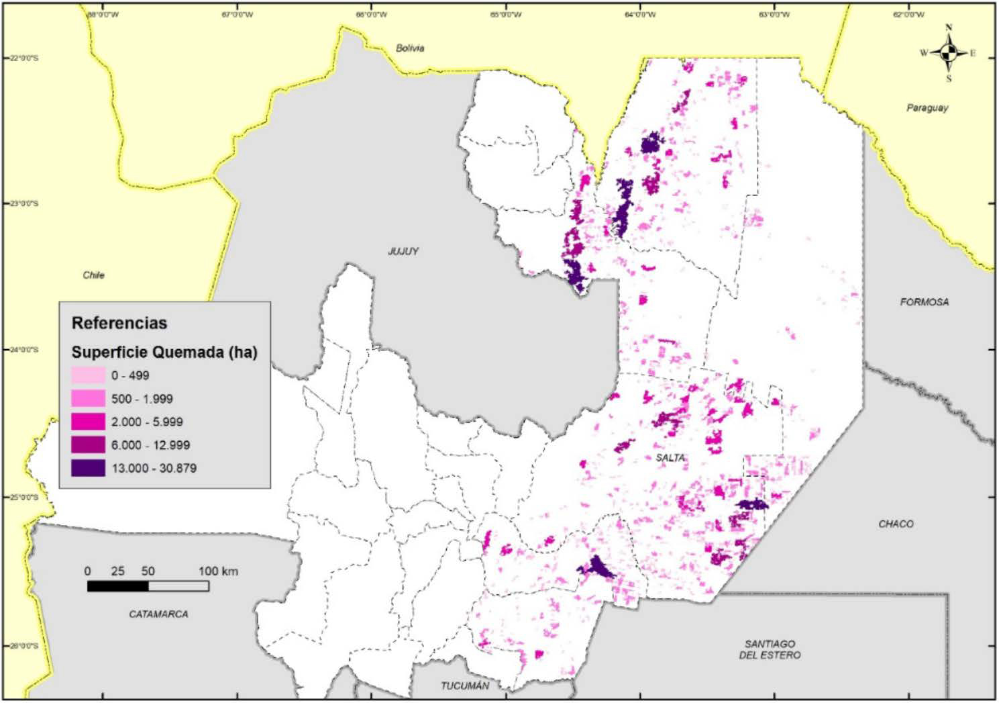 68°0'0"W 67°0'0"W 66°0'0"W 65°0'0"W 64°0'0"W 63°0'0"W 62°0'0"W
N
W E
S
Bolivia
22°0'0"S
Paraguay
23°0'0"S
JUJUY
Chile
FORMOSA
Referencias
Superficie Quemada (ha)
0 - 499
500 - 1.999
2.000 - 5.999
6.000 - 12.999
13.000 - 30.879
24°0'0"S
SALTA
25°0'0"S
CHACO
0 25 50 100 km
CATAMARCA
26°0'0"S
SANTIAGO
DEL ESTERO
TUCUMÁN